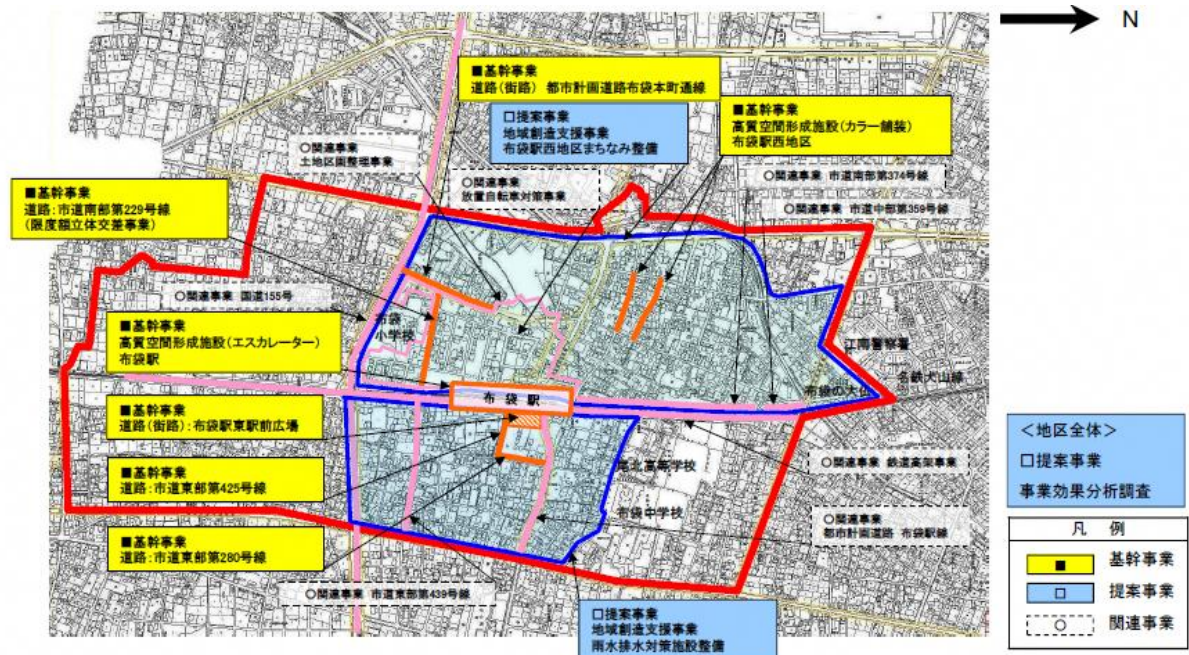 N
■基幹事業
道路(街路) 都市計画道路布袋本町通線
□提案事業
地域創造支援事業
布袋駅西地区まちなみ整備
■基幹事業
高質空間形成施設(カラー舗装)
布袋駅西地区
○関連事業
土地区画整理事業
○関連事業
放置自転車対策事業
○関連事業 市道南部第374号線
○関連事業 市道中部第359号線
■基幹事業
道路:市道南部第229号線
(限度額立体交差事業)
○関連事業 国道155号
布袋
小学校
■基幹事業
高質空間形成施設(エスカレーター)
布袋駅
江南警察署
名鉄犬山線
布袋の大仏
布袋駅
■基幹事業
道路(街路):布袋駅東駅前広場
■基幹事業
道路:市道東部第425号線
■基幹事業
道路:市道東部第280号線
尾北高等学校
布袋中学校
○関連事業 鉄道高架事業
○関連事業
都市計画道路 布袋駅線
○関連事業 市道東部第439号線
□提案事業
地域創造支援事業
雨水排水対策施設整備
<地区全体>
□提案事業
事業効果分析調査
凡 例
■ 基幹事業
□ 提案事業
○ 関連事業